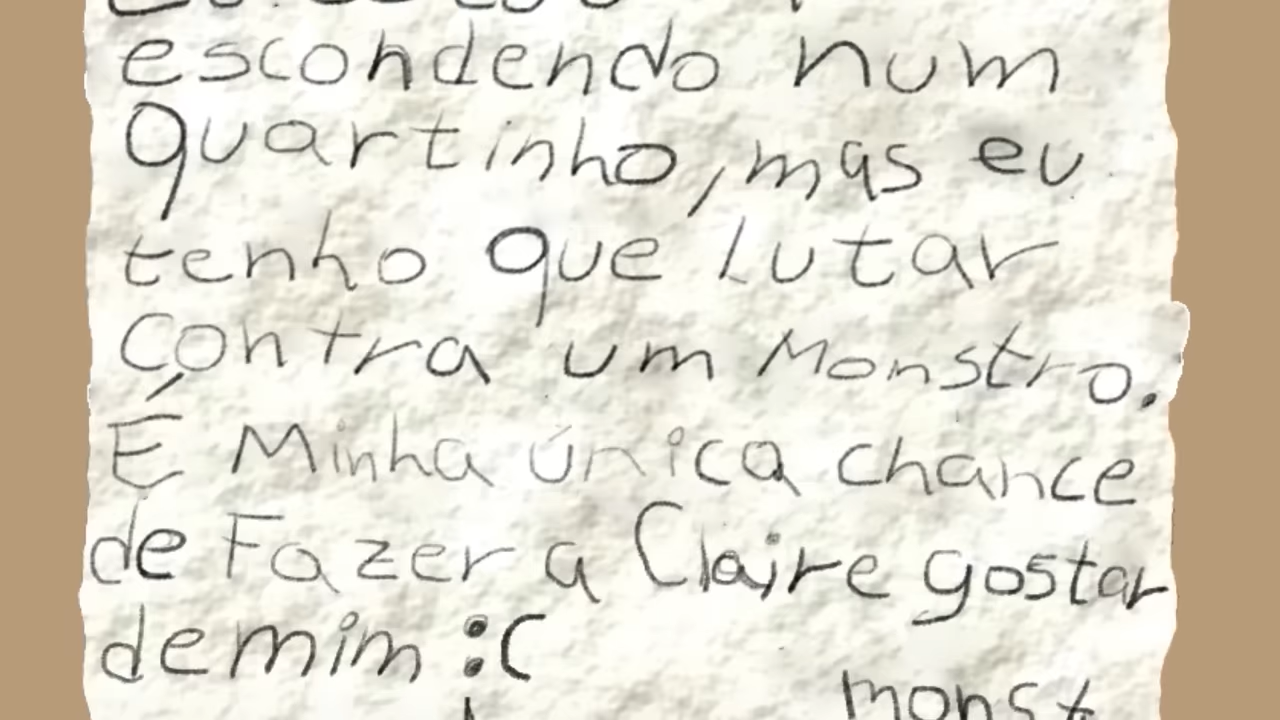 escondendo num
quartinho, mas eu
tenho que lutar
contra um Monstro.
É Minha única chance
de Fazer a Claire gostar
de mim :C
monst